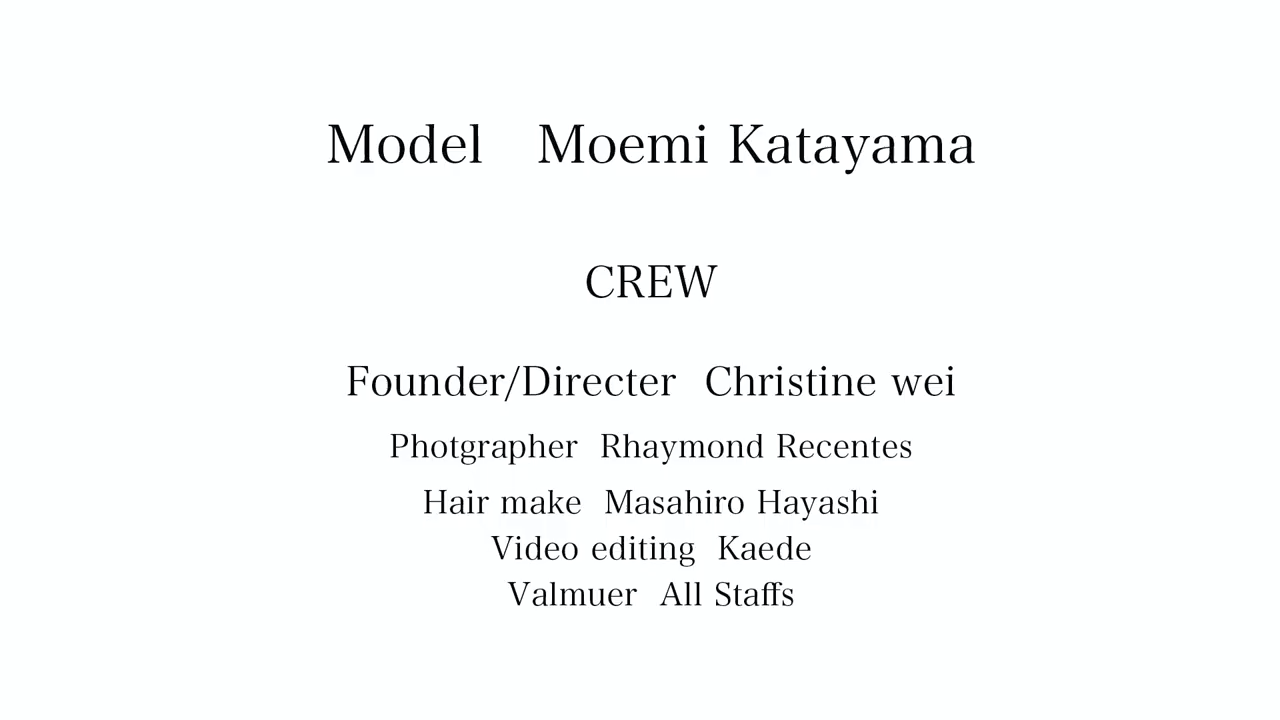 Model Moemi Katayama
CREW
Founder/Directer Christine wei
Photgrapher Rhaymond Recentes
Hair make Masahiro Hayashi
Video editing Kaede
Valmuer All Staffs